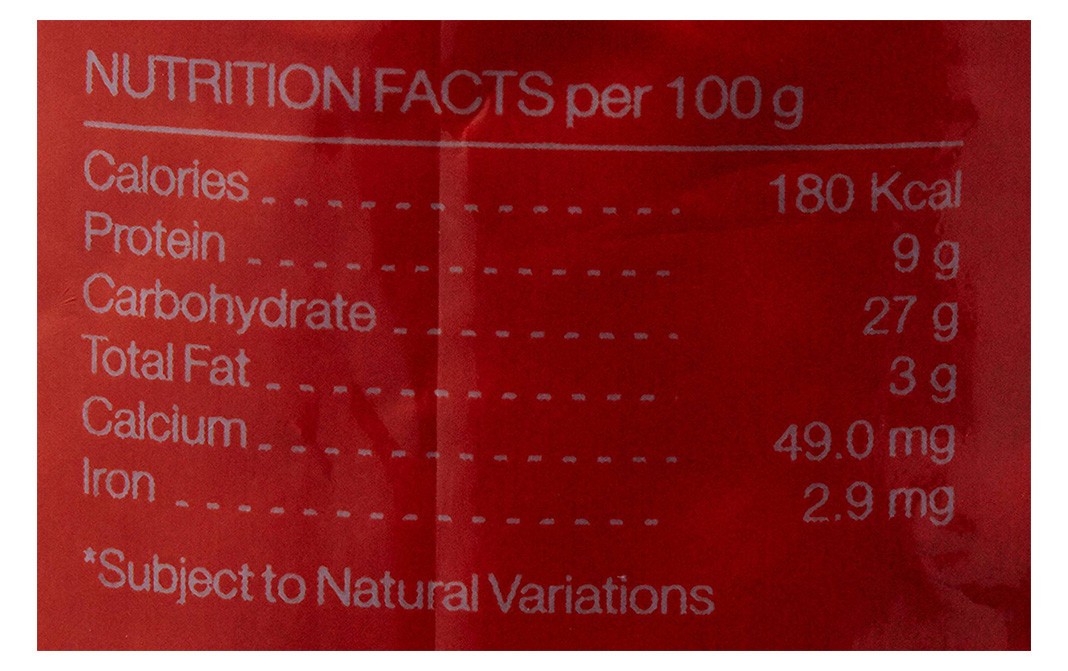 NUTRITION FACTS per 100 g
Calories 180 Kcal
Protein 9 g
Carbohydrate 27 g
Total Fat 3 g
Calcium 49.0 mg
Iron 2.9 mg
*Subject to Natural Variations